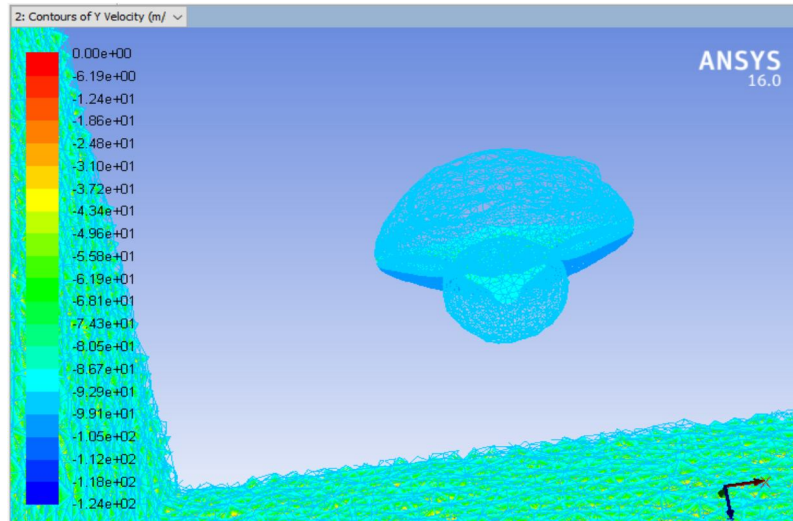 2: Contours of Y Velocity (m/
ANSYS
16.0
0.00e+00
-6.19e+00
-1.24e+01
-1.86e+01
-2.48e+01
-3.10e+01
-3.72e+01
-4.34e+01
-4.96e+01
-5.58e+01
-6.19e+01
-6.81e+01
-7.43e+01
-8.05e+01
-8.67e+01
-9.29e+01
-9.91e+01
-1.05e+02
-1.12e+02
-1.18e+02
-1.24e+02
X